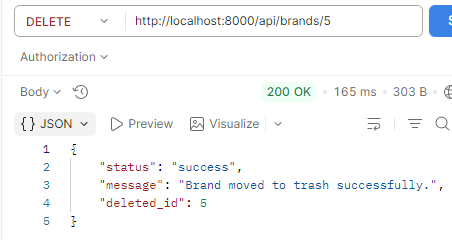 DELETE http://localhost:8000/api/brands/5
Authorization
Body 200 OK • 165 ms • 303 B
{} JSON Preview Visualize
1 {
2 "status": "success",
3 "message": "Brand moved to trash successfully.",
4 "deleted_id": 5
5 }